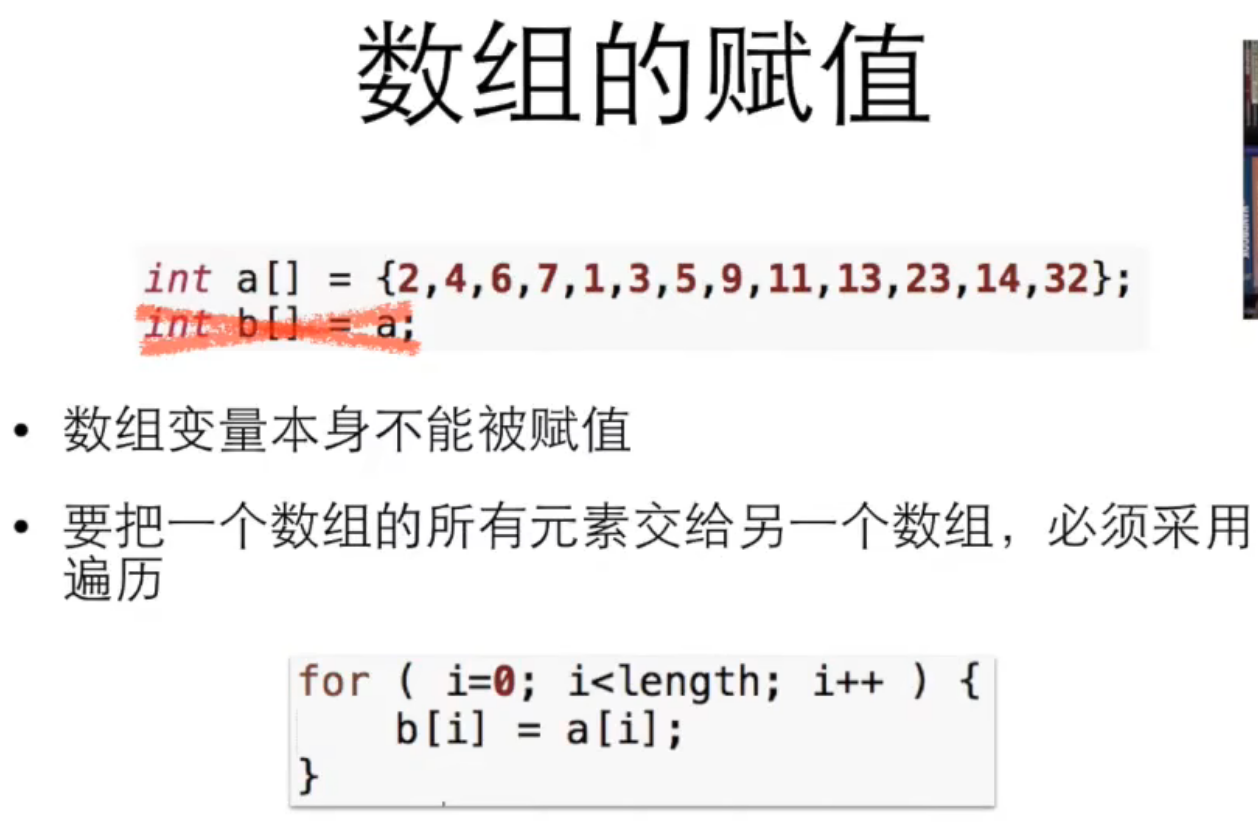 数组的赋值
int a[] = {2,4,6,7,1,3,5,9,11,13,23,14,32};
int b[] = a;
• 数组变量本身不能被赋值
• 要把一个数组的所有元素交给另一个数组，必须采用
遍历
for ( i=0; i<length; i++ ) {
    b[i] = a[i];
}